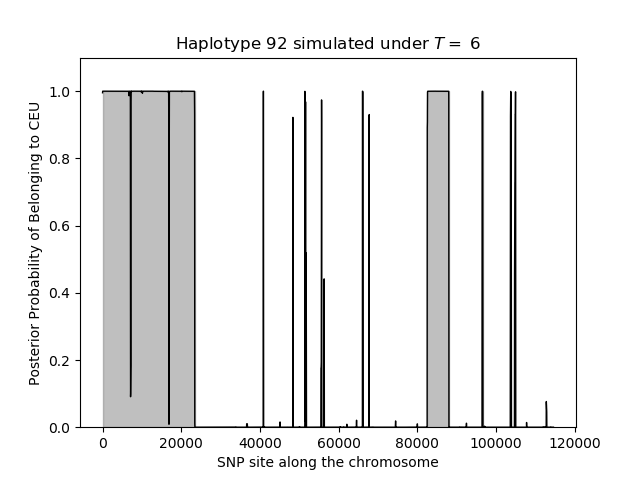 Haplotype 92 simulated under T = 6
Posterior Probability of Belonging to CEU
1.0
0.8
0.6
0.4
0.2
0.0
0 20000 40000 60000 80000 100000 120000
SNP site along the chromosome